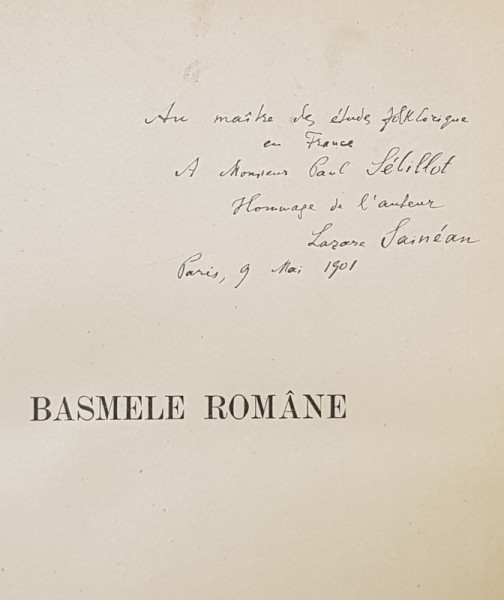 Au maître des études folklorique
en France
A Monsieur Paul Sébillot
Hommage de l'auteur
Lazare Sainéan
Paris, 9 Mai 1901
BASMELE ROMÂNE